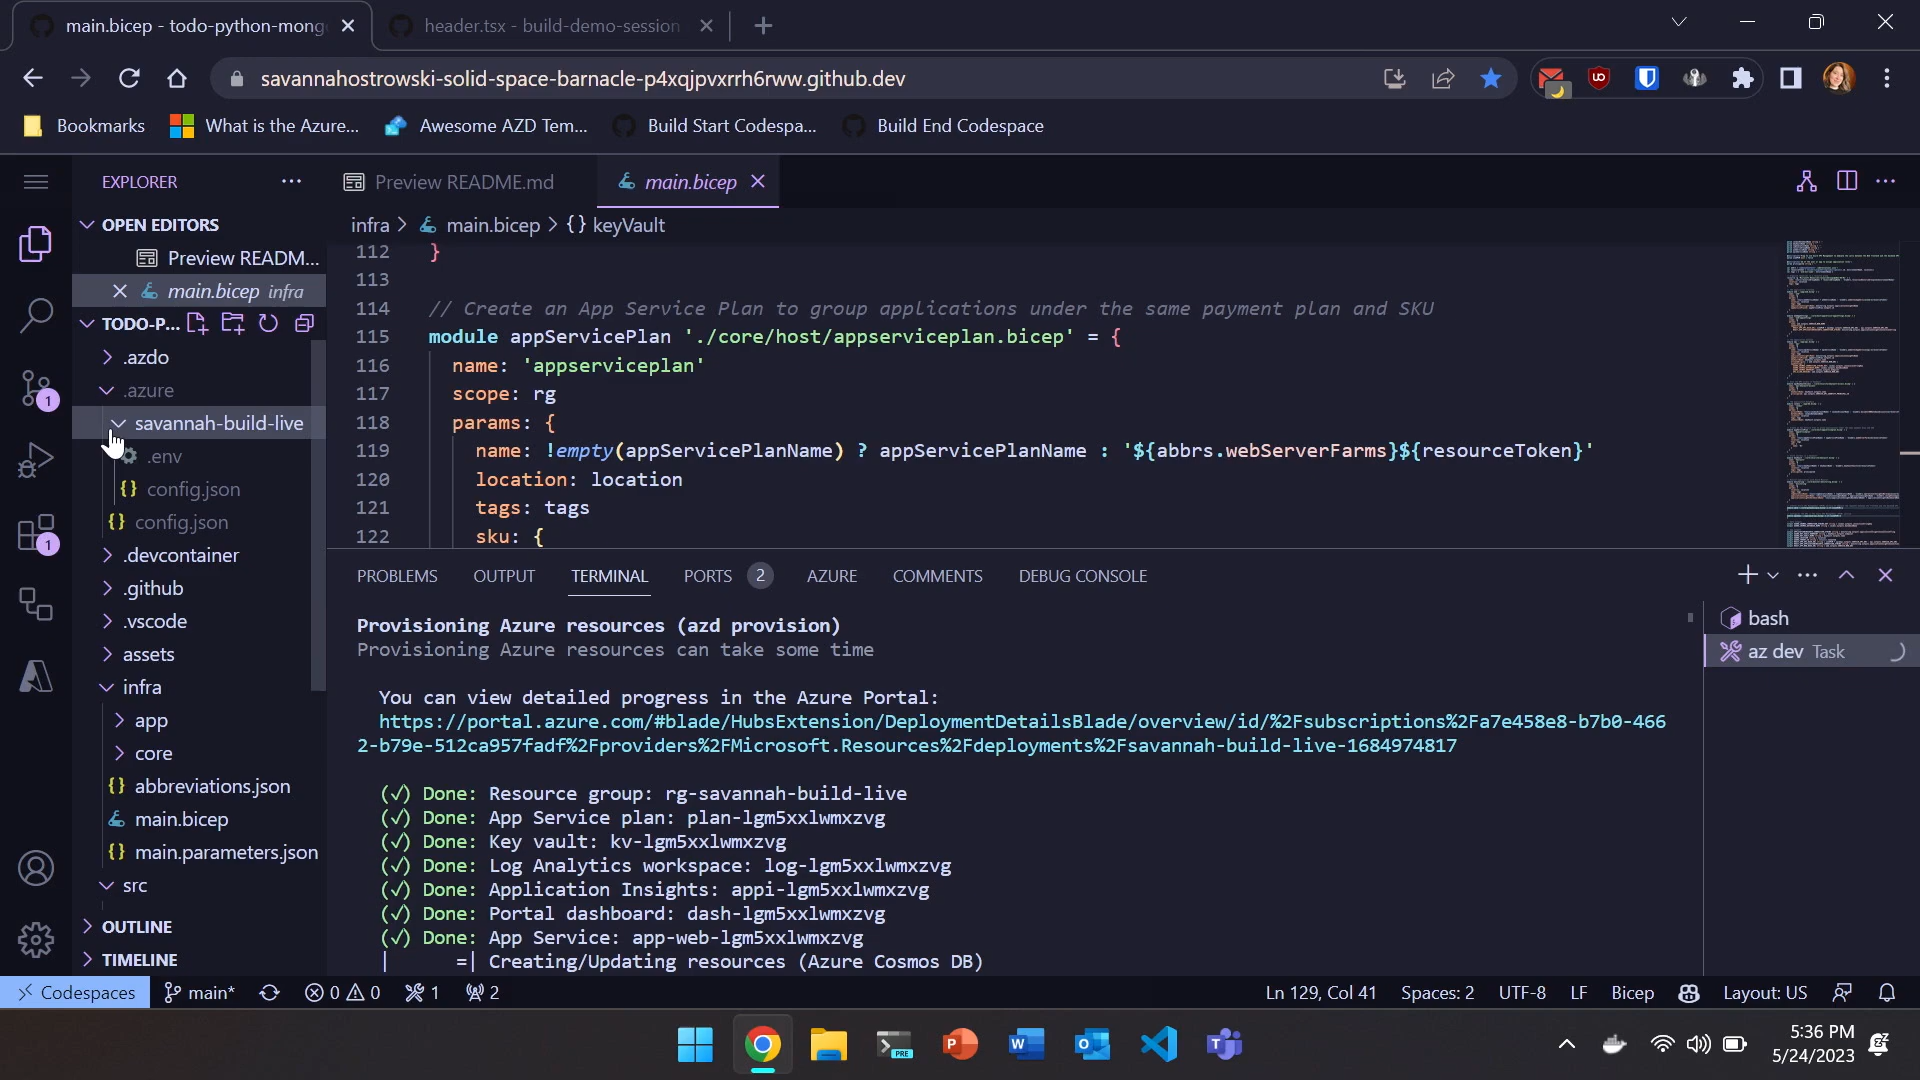 main.bicep - todo-python-mong
header.tsx - build-demo-session
savannahostrowski-solid-space-barnacle-p4xqjpvxrrh6rww.github.dev
Bookmarks
What is the Azure...
Awesome AZD Tem...
Build Start Codespa...
Build End Codespace
EXPLORER
Preview README.md
main.bicep
OPEN EDITORS
Preview READM...
main.bicep infra
TODO-P...
.azdo
.azure
savannah-build-live
.env
config.json
config.json
.devcontainer
.github
.vscode
assets
infra
app
core
abbreviations.json
main.bicep
main.parameters.json
src
OUTLINE
TIMELINE
1
1
infra > main.bicep > {} keyVault
112 }
113
114 // Create an App Service Plan to group applications under the same payment plan and SKU
115 module appServicePlan './core/host/appserviceplan.bicep' = {
116 name: 'appserviceplan'
117 scope: rg
118 params: {
119 name: !empty(appServicePlanName) ? appServicePlanName : '${abbrs.webServerFarms}${resourceToken}'
120 location: location
121 tags: tags
122 sku: {
PROBLEMS OUTPUT TERMINAL PORTS 2 AZURE COMMENTS DEBUG CONSOLE
Provisioning Azure resources (azd provision)
Provisioning Azure resources can take some time
You can view detailed progress in the Azure Portal:
https://portal.azure.com/#blade/HubsExtension/DeploymentDetailsBlade/overview/id/%2Fsubscriptions%2Fa7e458e8-b7b0-466
2-b79e-512ca957fadf%2Fproviders%2FMicrosoft.Resources%2Fdeployments%2Fsavannah-build-live-1684974817
(✓) Done: Resource group: rg-savannah-build-live
(✓) Done: App Service plan: plan-lgm5xxlwmxzvg
(✓) Done: Key vault: kv-lgm5xxlwmxzvg
(✓) Done: Log Analytics workspace: log-lgm5xxlwmxzvg
(✓) Done: Application Insights: appi-lgm5xxlwmxzvg
(✓) Done: Portal dashboard: dash-lgm5xxlwmxzvg
(✓) Done: App Service: app-web-lgm5xxlwmxzvg
| =| Creating/Updating resources (Azure Cosmos DB)
bash
az dev Task
Codespaces main* 0 0 1 2
Ln 129, Col 41 Spaces: 2 UTF-8 LF Bicep Layout: US
5:36 PM
5/24/2023